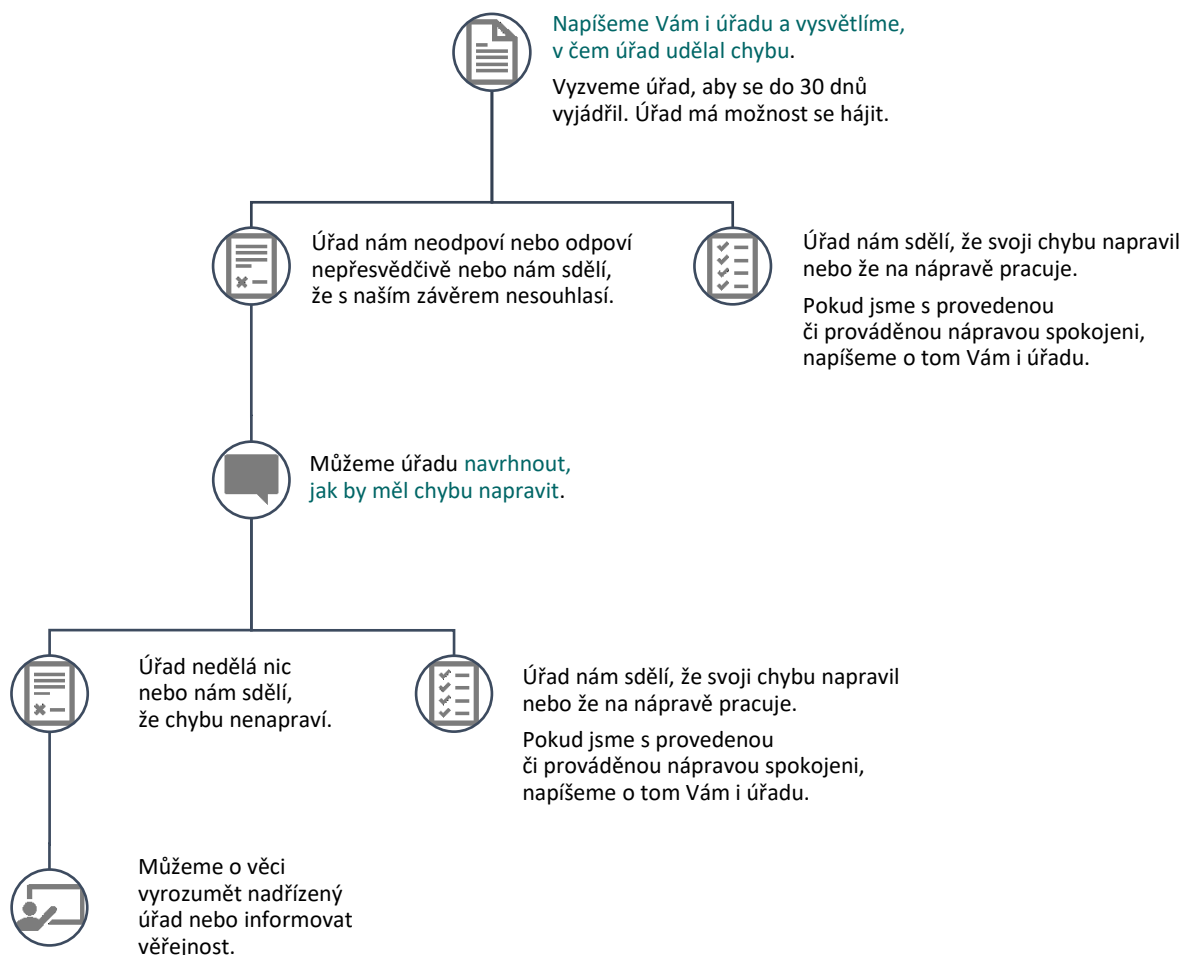 Napíšeme Vám i úřadu a vysvětlíme,
v čem úřad udělal chybu.
Vyzveme úřad, aby se do 30 dnů
vyjádřil. Úřad má možnost se hájit.
Úřad nám neodpoví nebo odpoví
nepřesvědčivě nebo nám sdělí,
že s naším závěrem nesouhlasí.
Úřad nám sdělí, že svoji chybu napravil
nebo že na nápravě pracuje.
Pokud jsme s provedenou
či prováděnou nápravou spokojeni,
napíšeme o tom Vám i úřadu.
Můžeme úřadu navrhnout,
jak by měl chybu napravit.
Úřad nedělá nic
nebo nám sdělí,
že chybu nenapraví.
Úřad nám sdělí, že svoji chybu napravil
nebo že na nápravě pracuje.
Pokud jsme s provedenou
či prováděnou nápravou spokojeni,
napíšeme o tom Vám i úřadu.
Můžeme o věci
vyrozumět nadřízený
úřad nebo informovat
věřejnost.